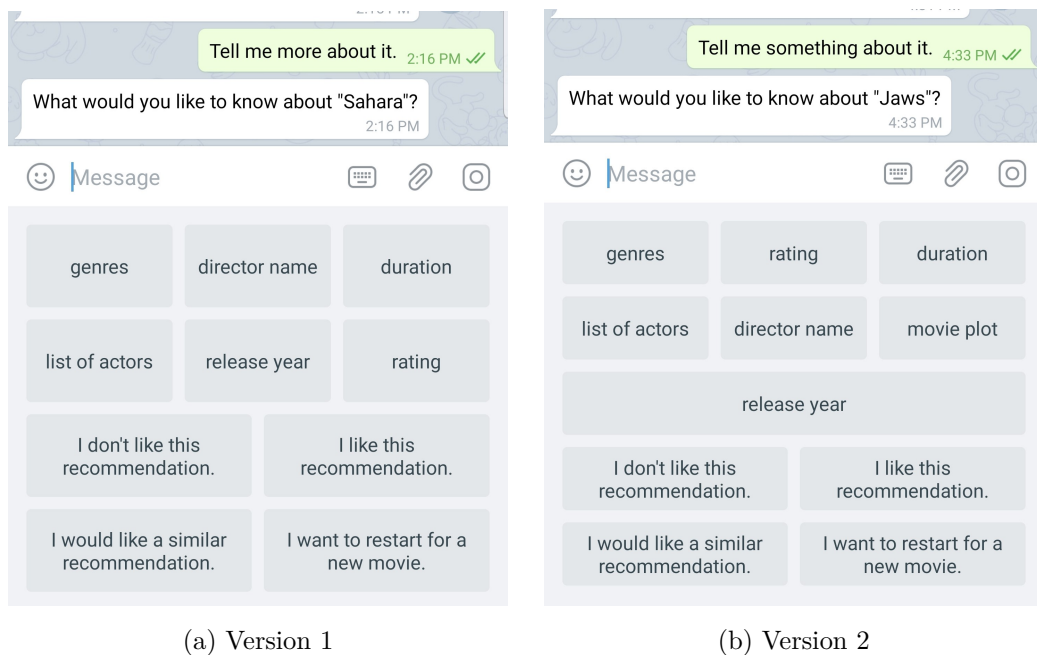 Tell me more about it. 2:16 PM
What would you like to know about "Sahara"?
2:16 PM
Message
genres director name duration
list of actors release year rating
I don't like this
recommendation.
I like this
recommendation.
I would like a similar
recommendation.
I want to restart for a
new movie.
(a) Version 1
Tell me something about it. 4:33 PM
What would you like to know about "Jaws"?
4:33 PM
Message
genres rating duration
list of actors director name movie plot
release year
I don't like this
recommendation.
I like this
recommendation.
I would like a similar
recommendation.
I want to restart for a
new movie.
(b) Version 2